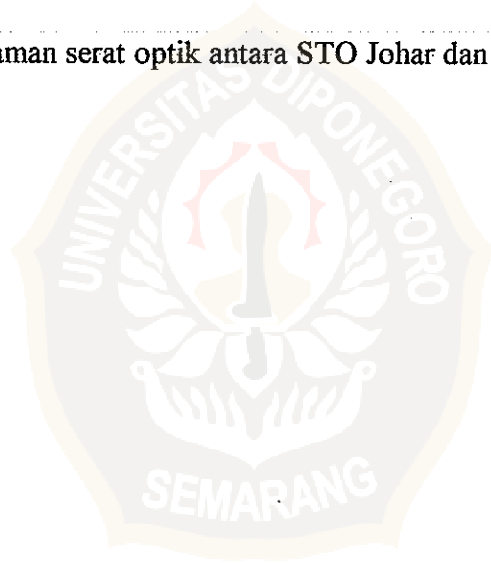 aman serat optik antara STO Johar dan
UNIVERSITAS DIPONEGORO
SEMARANG